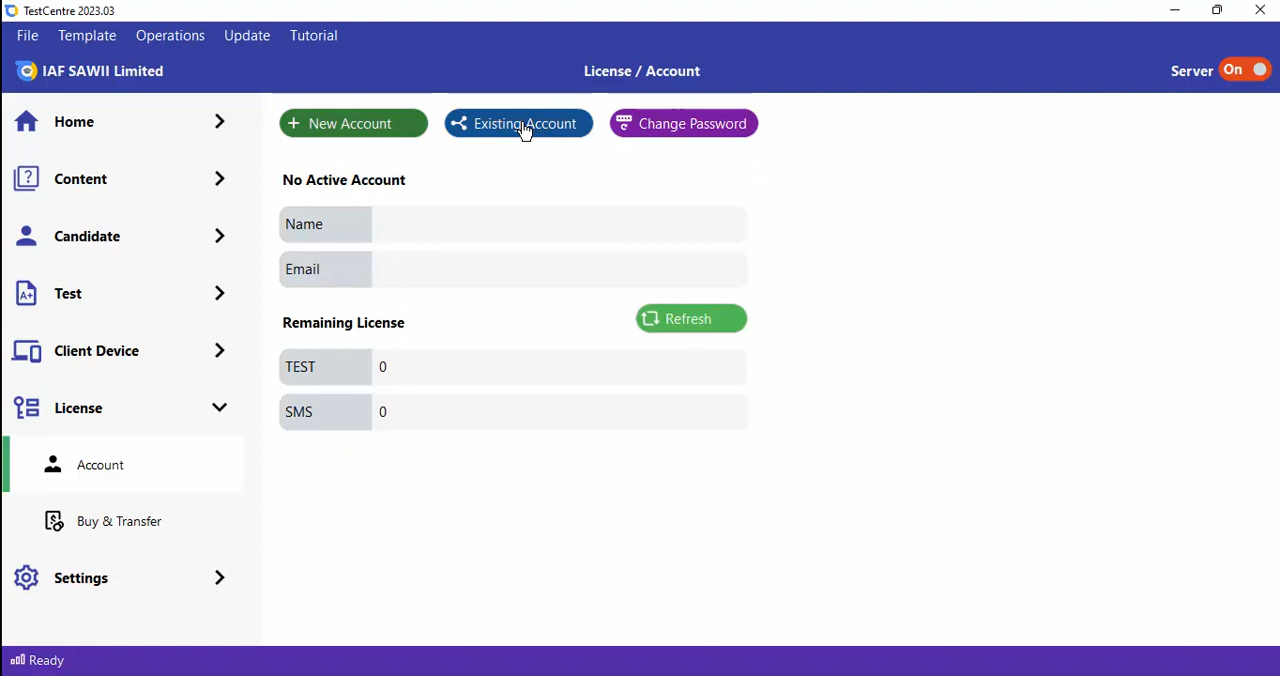 TestCentre 2023.03
File Template Operations Update Tutorial
IAF SAWII Limited License / Account Server On
Home
Content
Candidate
Test
Client Device
License
Account
Buy & Transfer
Settings
+ New Account Existing Account Change Password
No Active Account
Name
Email
Remaining License Refresh
TEST 0
SMS 0
Ready